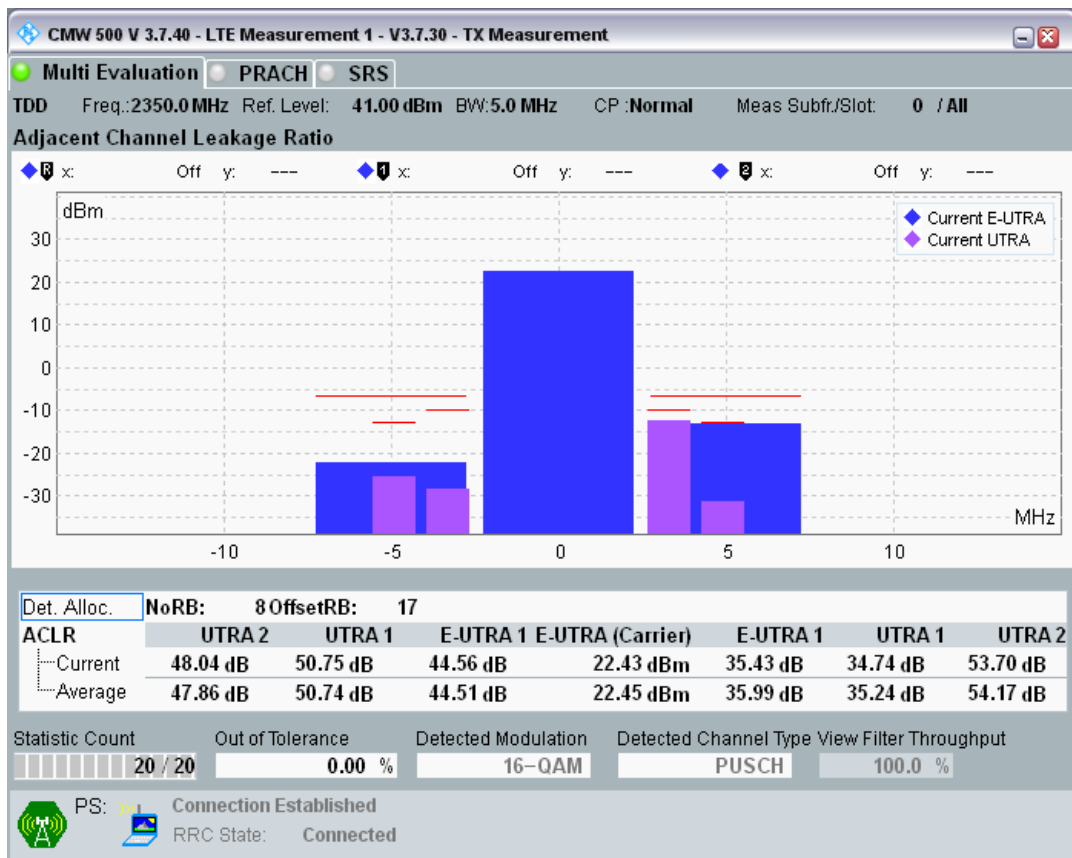 CMW 500 V 3.7.40 - LTE Measurement 1 - V3.7.30 - TX Measurement
Multi Evaluation PRACH SRS
TDD Freq.:2350.0 MHz Ref. Level: 41.00 dBm BW:5.0 MHz CP :Normal Meas Subfr./Slot: 0 / All
Adjacent Channel Leakage Ratio
R x: Off y: --- 1 x: Off y: --- 2 x: Off y: ---
dBm
Current E-UTRA
Current UTRA
30
20
10
0
-10
-20
-30
MHz
-10 -5 0 5 10
Det. Alloc. NoRB: 8 OffsetRB: 17
ACLR UTRA 2 UTRA 1 E-UTRA 1 E-UTRA (Carrier) E-UTRA 1 UTRA 1 UTRA 2
Current 48.04 dB 50.75 dB 44.56 dB 22.43 dBm 35.43 dB 34.74 dB 53.70 dB
Average 47.86 dB 50.74 dB 44.51 dB 22.45 dBm 35.99 dB 35.24 dB 54.17 dB
Statistic Count Out of Tolerance Detected Modulation Detected Channel Type View Filter Throughput
20 / 20 0.00 % 16-QAM PUSCH 100.0 %
PS: Connection Established
RRC State: Connected